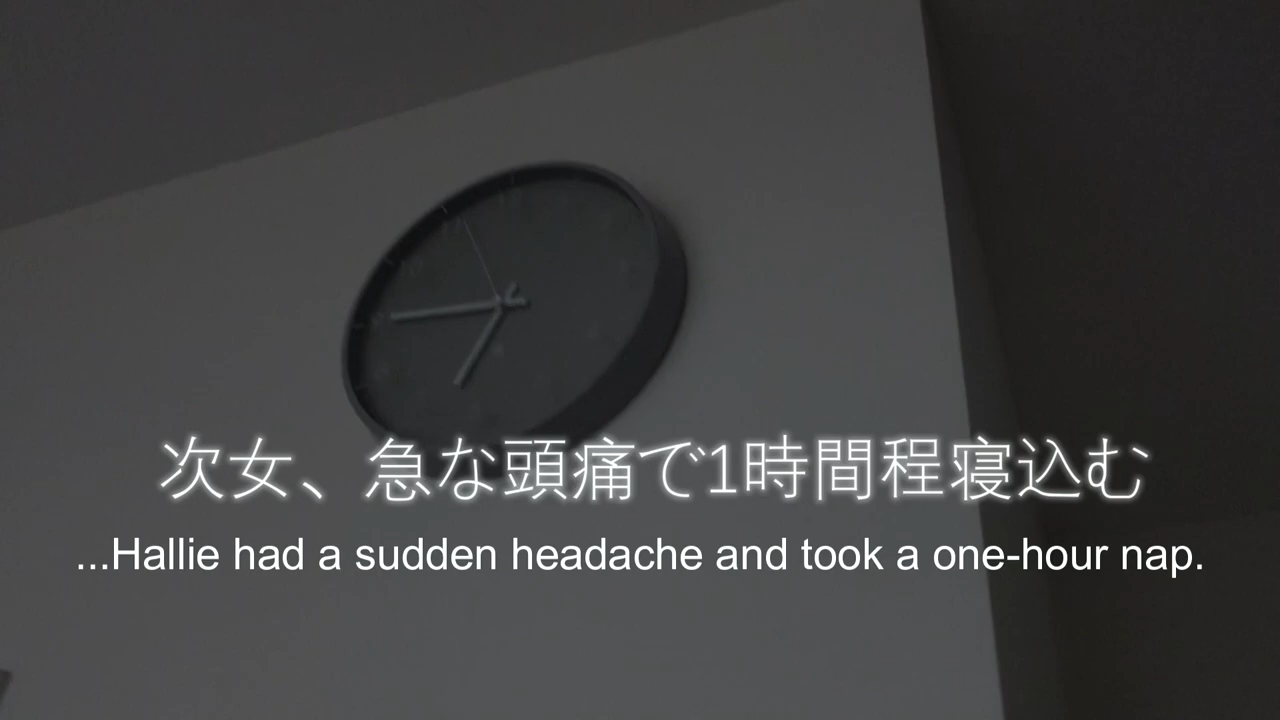 次女、急な頭痛で1時間程寝込む
...Hallie had a sudden headache and took a one-hour nap.